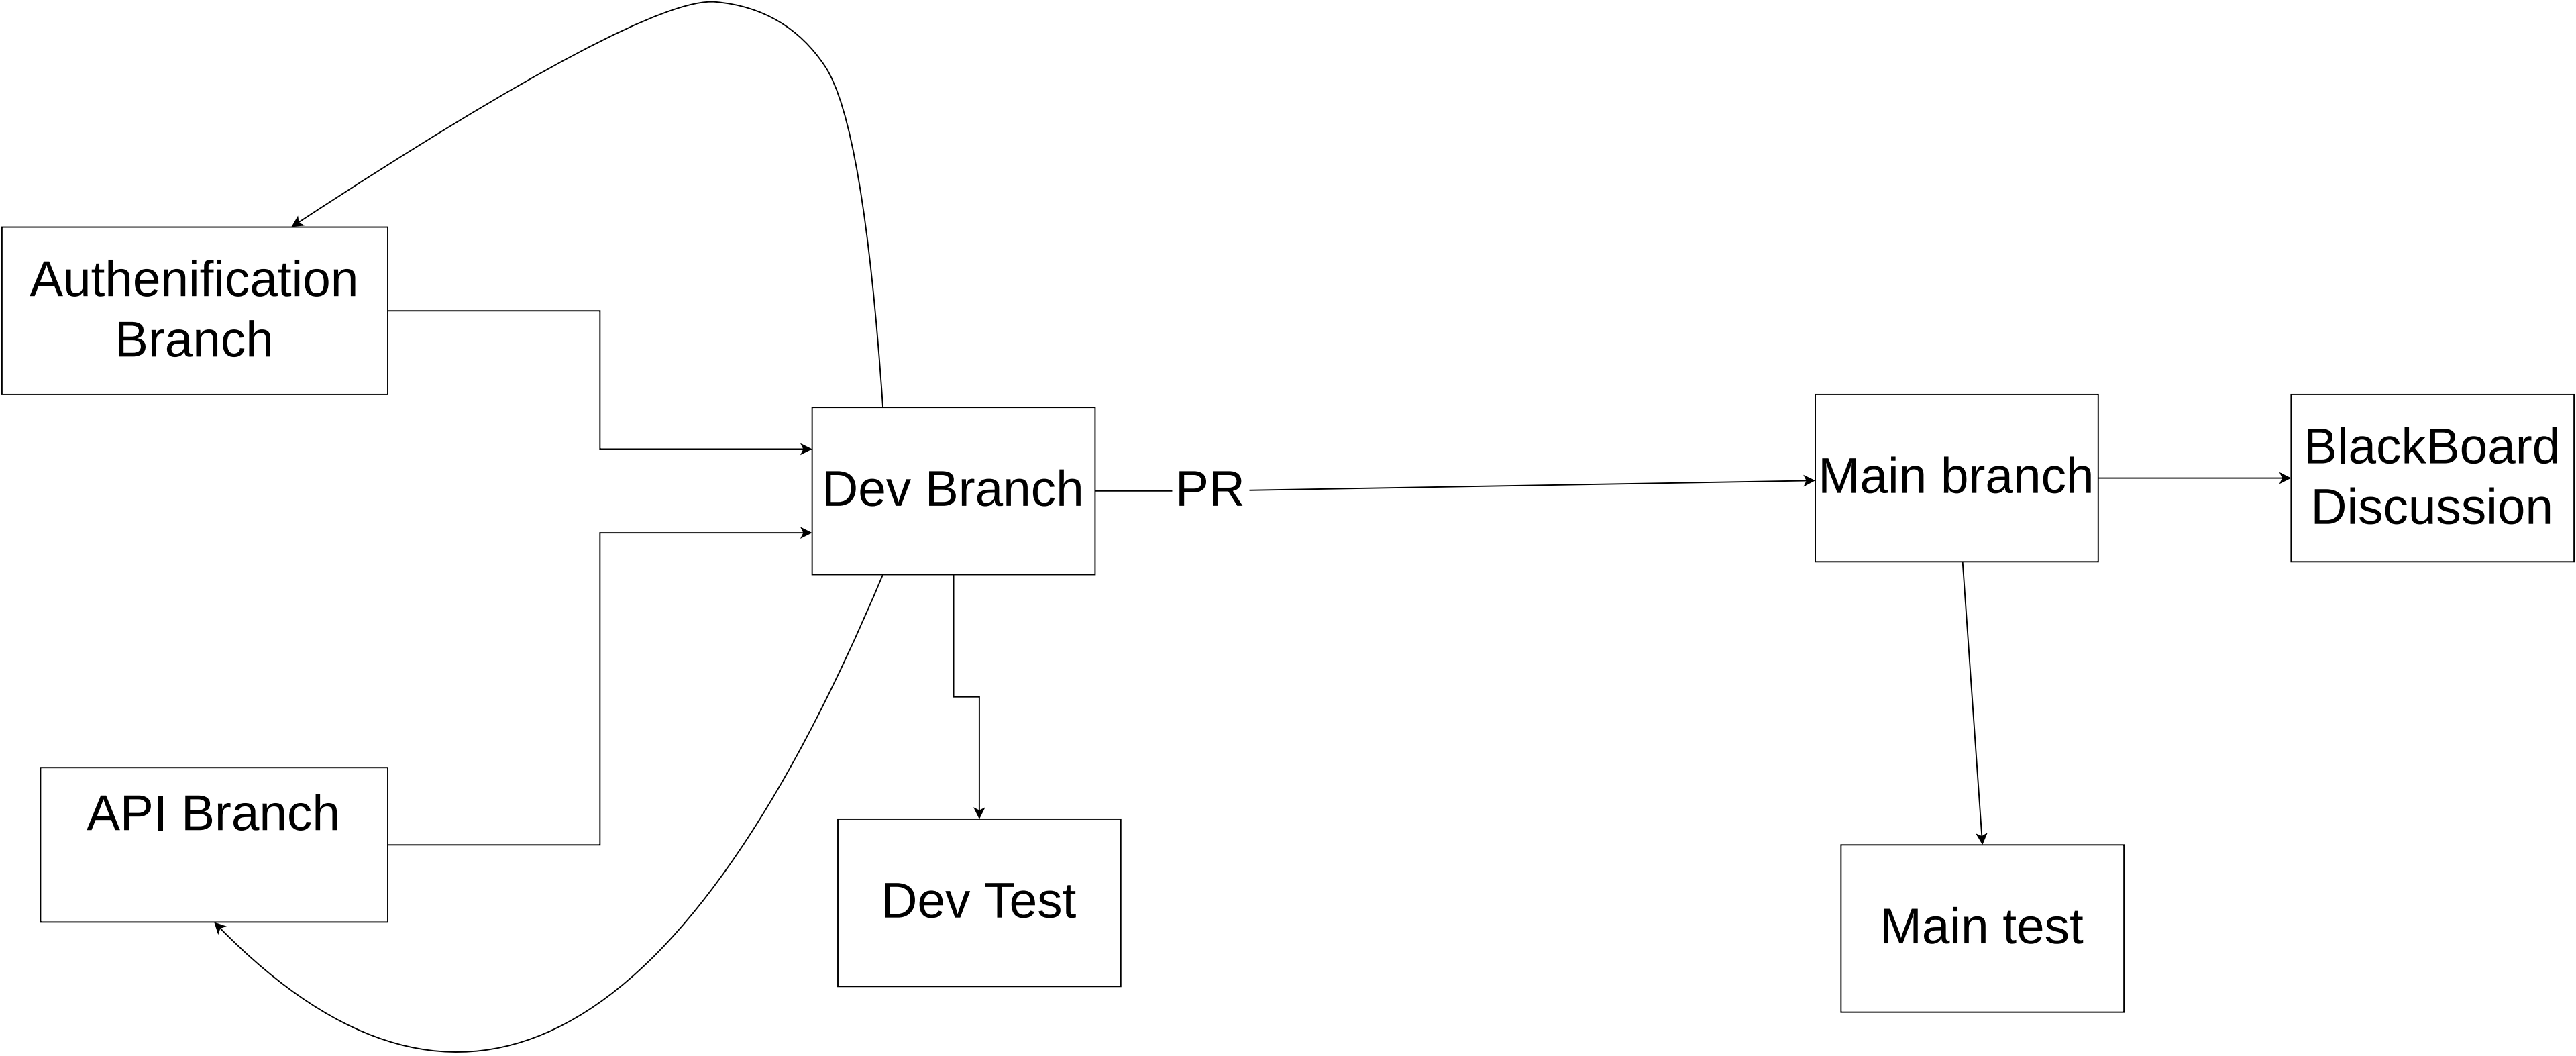 Authenification
Branch
Dev Branch
PR
Main branch
BlackBoard
Discussion
API Branch
Dev Test
Main test